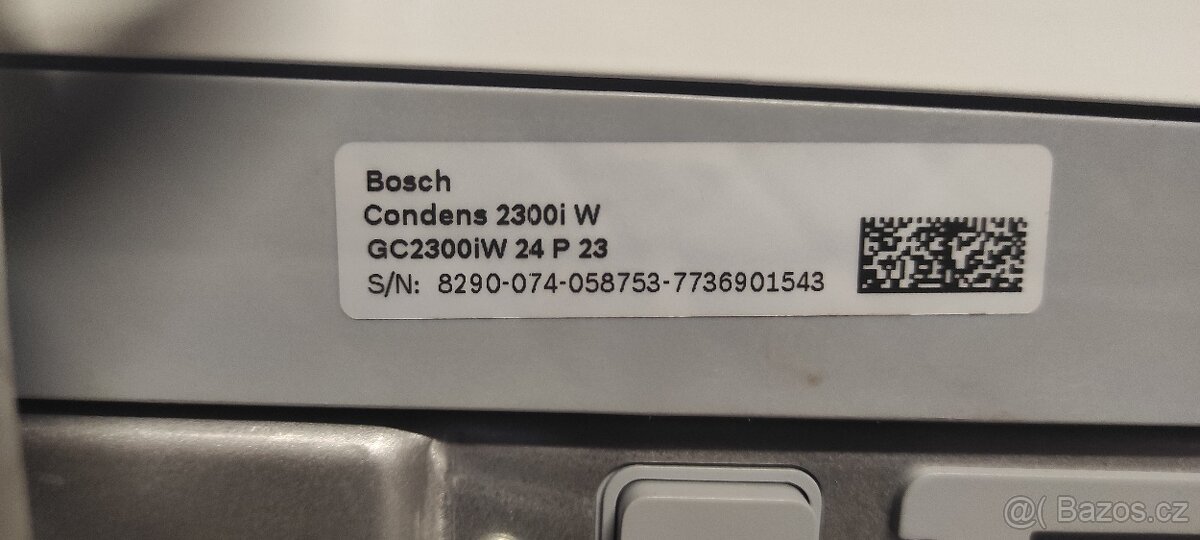 Bosch
Condens 2300i W
GC2300iW 24 P 23
S/N: 8290-074-058753-7736901543
@( Bazos.cz